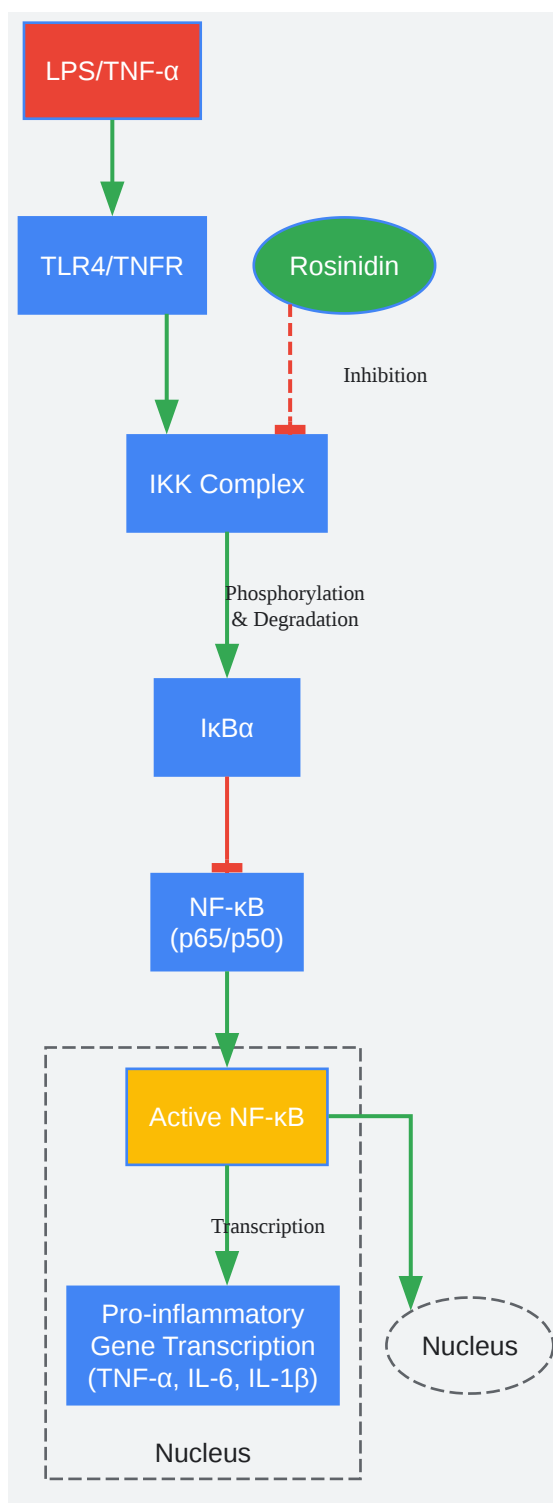 LPS/TNF-α
TLR4/TNFR
Rosinidin
Inhibition
IKK Complex
Phosphorylation
& Degradation
IκBα
NF-κB
(p65/p50)
Active NF-κB
Transcription
Pro-inflammatory
Gene Transcription
(TNF-α, IL-6, IL-1β)
Nucleus
Nucleus